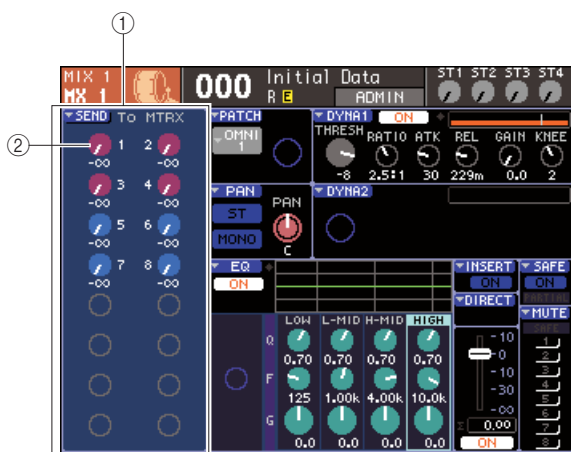 ①
②
MIX 1
MX 1
000
Initial Data
R E
ADMIN
ST1 ST2 ST3 ST4
SEND TO MTRX
1 2
-∞ -∞
3 4
-∞ -∞
5 6
-∞ -∞
7 8
-∞ -∞
PATCH
OMNI
1
DYNA1 ON
THRESH RATIO ATK REL GAIN KNEE
-8 2.5:1 30 229m 0.0 2
PAN
ST
MONO
PAN
C
DYNA2
EQ
ON
LOW L-MID H-MID HIGH
Q
0.70 0.70 0.70 0.70
F
125 1.00k 4.00k 10.0k
G
0.0 0.0 0.0 0.0
INSERT
ON
DIRECT
10
0
-10
-30
-∞
Σ 0.00
ON
SAFE
ON
PARTIAL
MUTE
SAFE
1
2
3
4
5
6
7
8